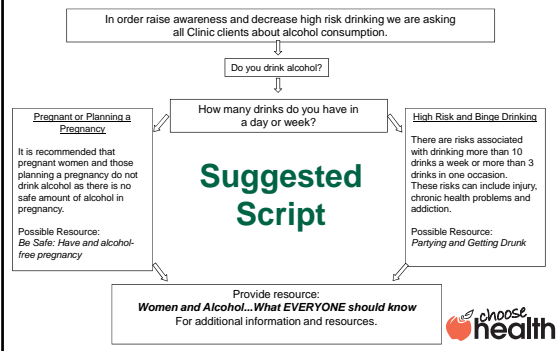 In order raise awareness and decrease high risk drinking we are asking
all Clinic clients about alcohol consumption.
Do you drink alcohol?
How many drinks do you have in
a day or week?
Pregnant or Planning a
Pregnancy
It is recommended that
pregnant women and those
planning a pregnancy do not
drink alcohol as there is no
safe amount of alcohol in
pregnancy.
Possible Resource:
Be Safe: Have and alcohol-
free pregnancy
Suggested
Script
High Risk and Binge Drinking
There are risks associated
with drinking more than 10
drinks a week or more than 3
drinks in one occasion.
These risks can include injury,
chronic health problems and
addiction.
Possible Resource:
Partying and Getting Drunk
Provide resource:
Women and Alcohol...What EVERYONE should know
For additional information and resources.
choose
health